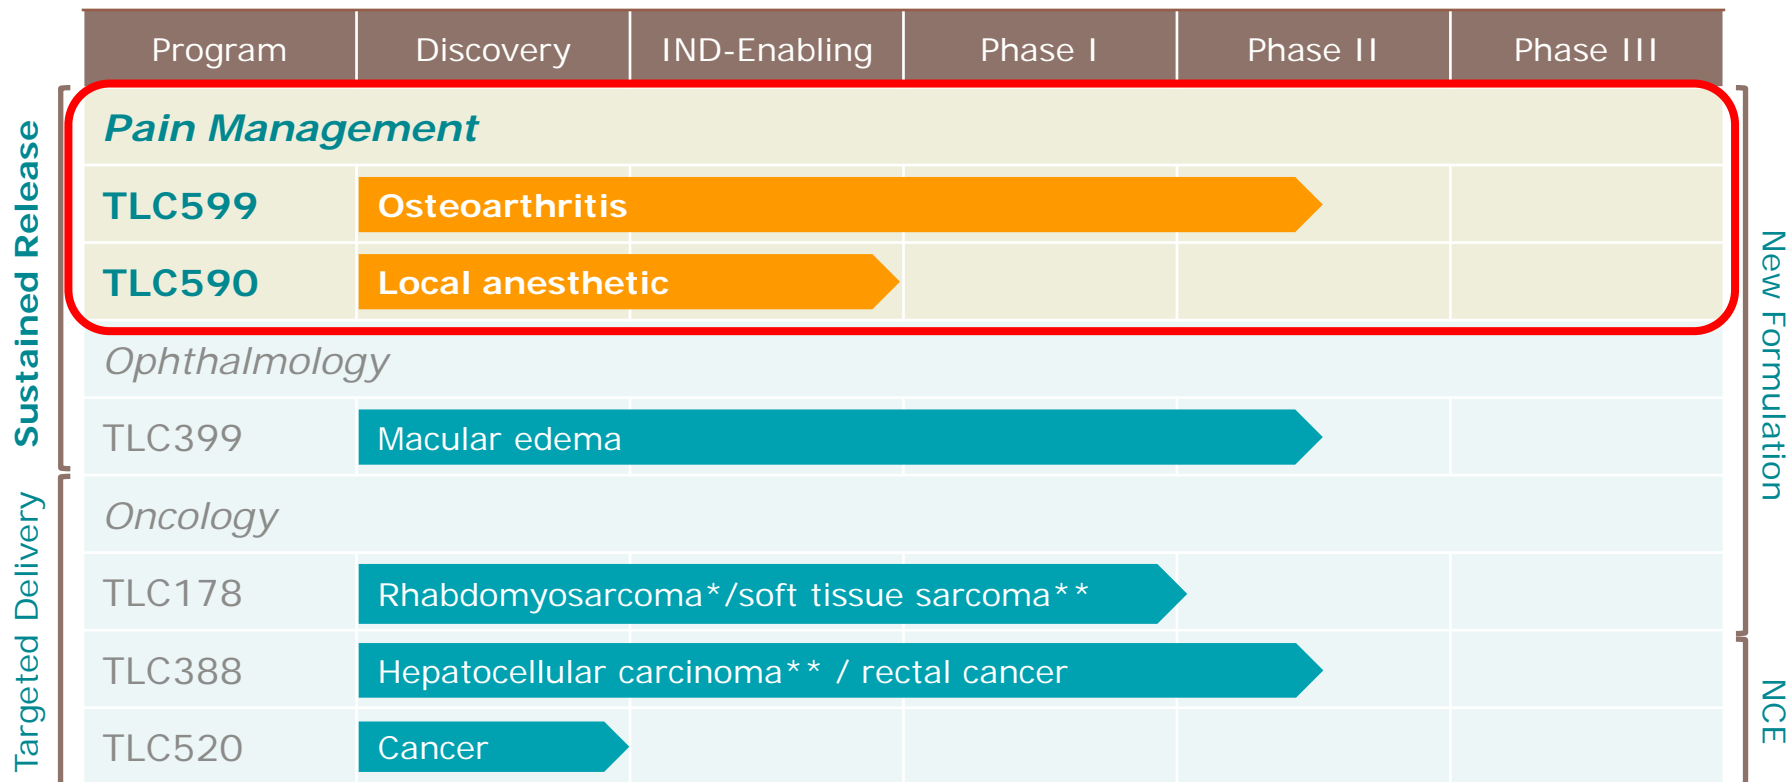 Program Discovery IND-Enabling Phase I Phase II Phase III
Sustained Release
Pain Management
TLC599 Osteoarthritis
TLC590 Local anesthetic
Ophthalmology
TLC399 Macular edema
Targeted Delivery
Oncology
TLC178 Rhabdomyosarcoma*/soft tissue sarcoma**
TLC388 Hepatocellular carcinoma** / rectal cancer
TLC520 Cancer
New Formulation
NCE